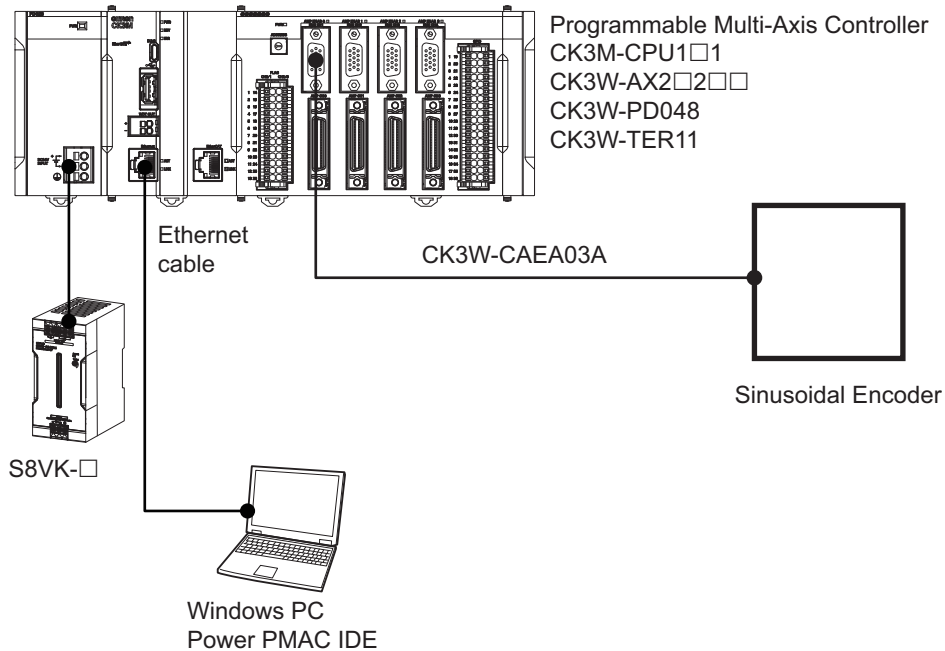 Programmable Multi-Axis Controller
CK3M-CPU1□1
CK3W-AX2□2□□
CK3W-PD048
CK3W-TER11
Ethernet
cable
CK3W-CAEA03A
Sinusoidal Encoder
S8VK-□
Windows PC
Power PMAC IDE